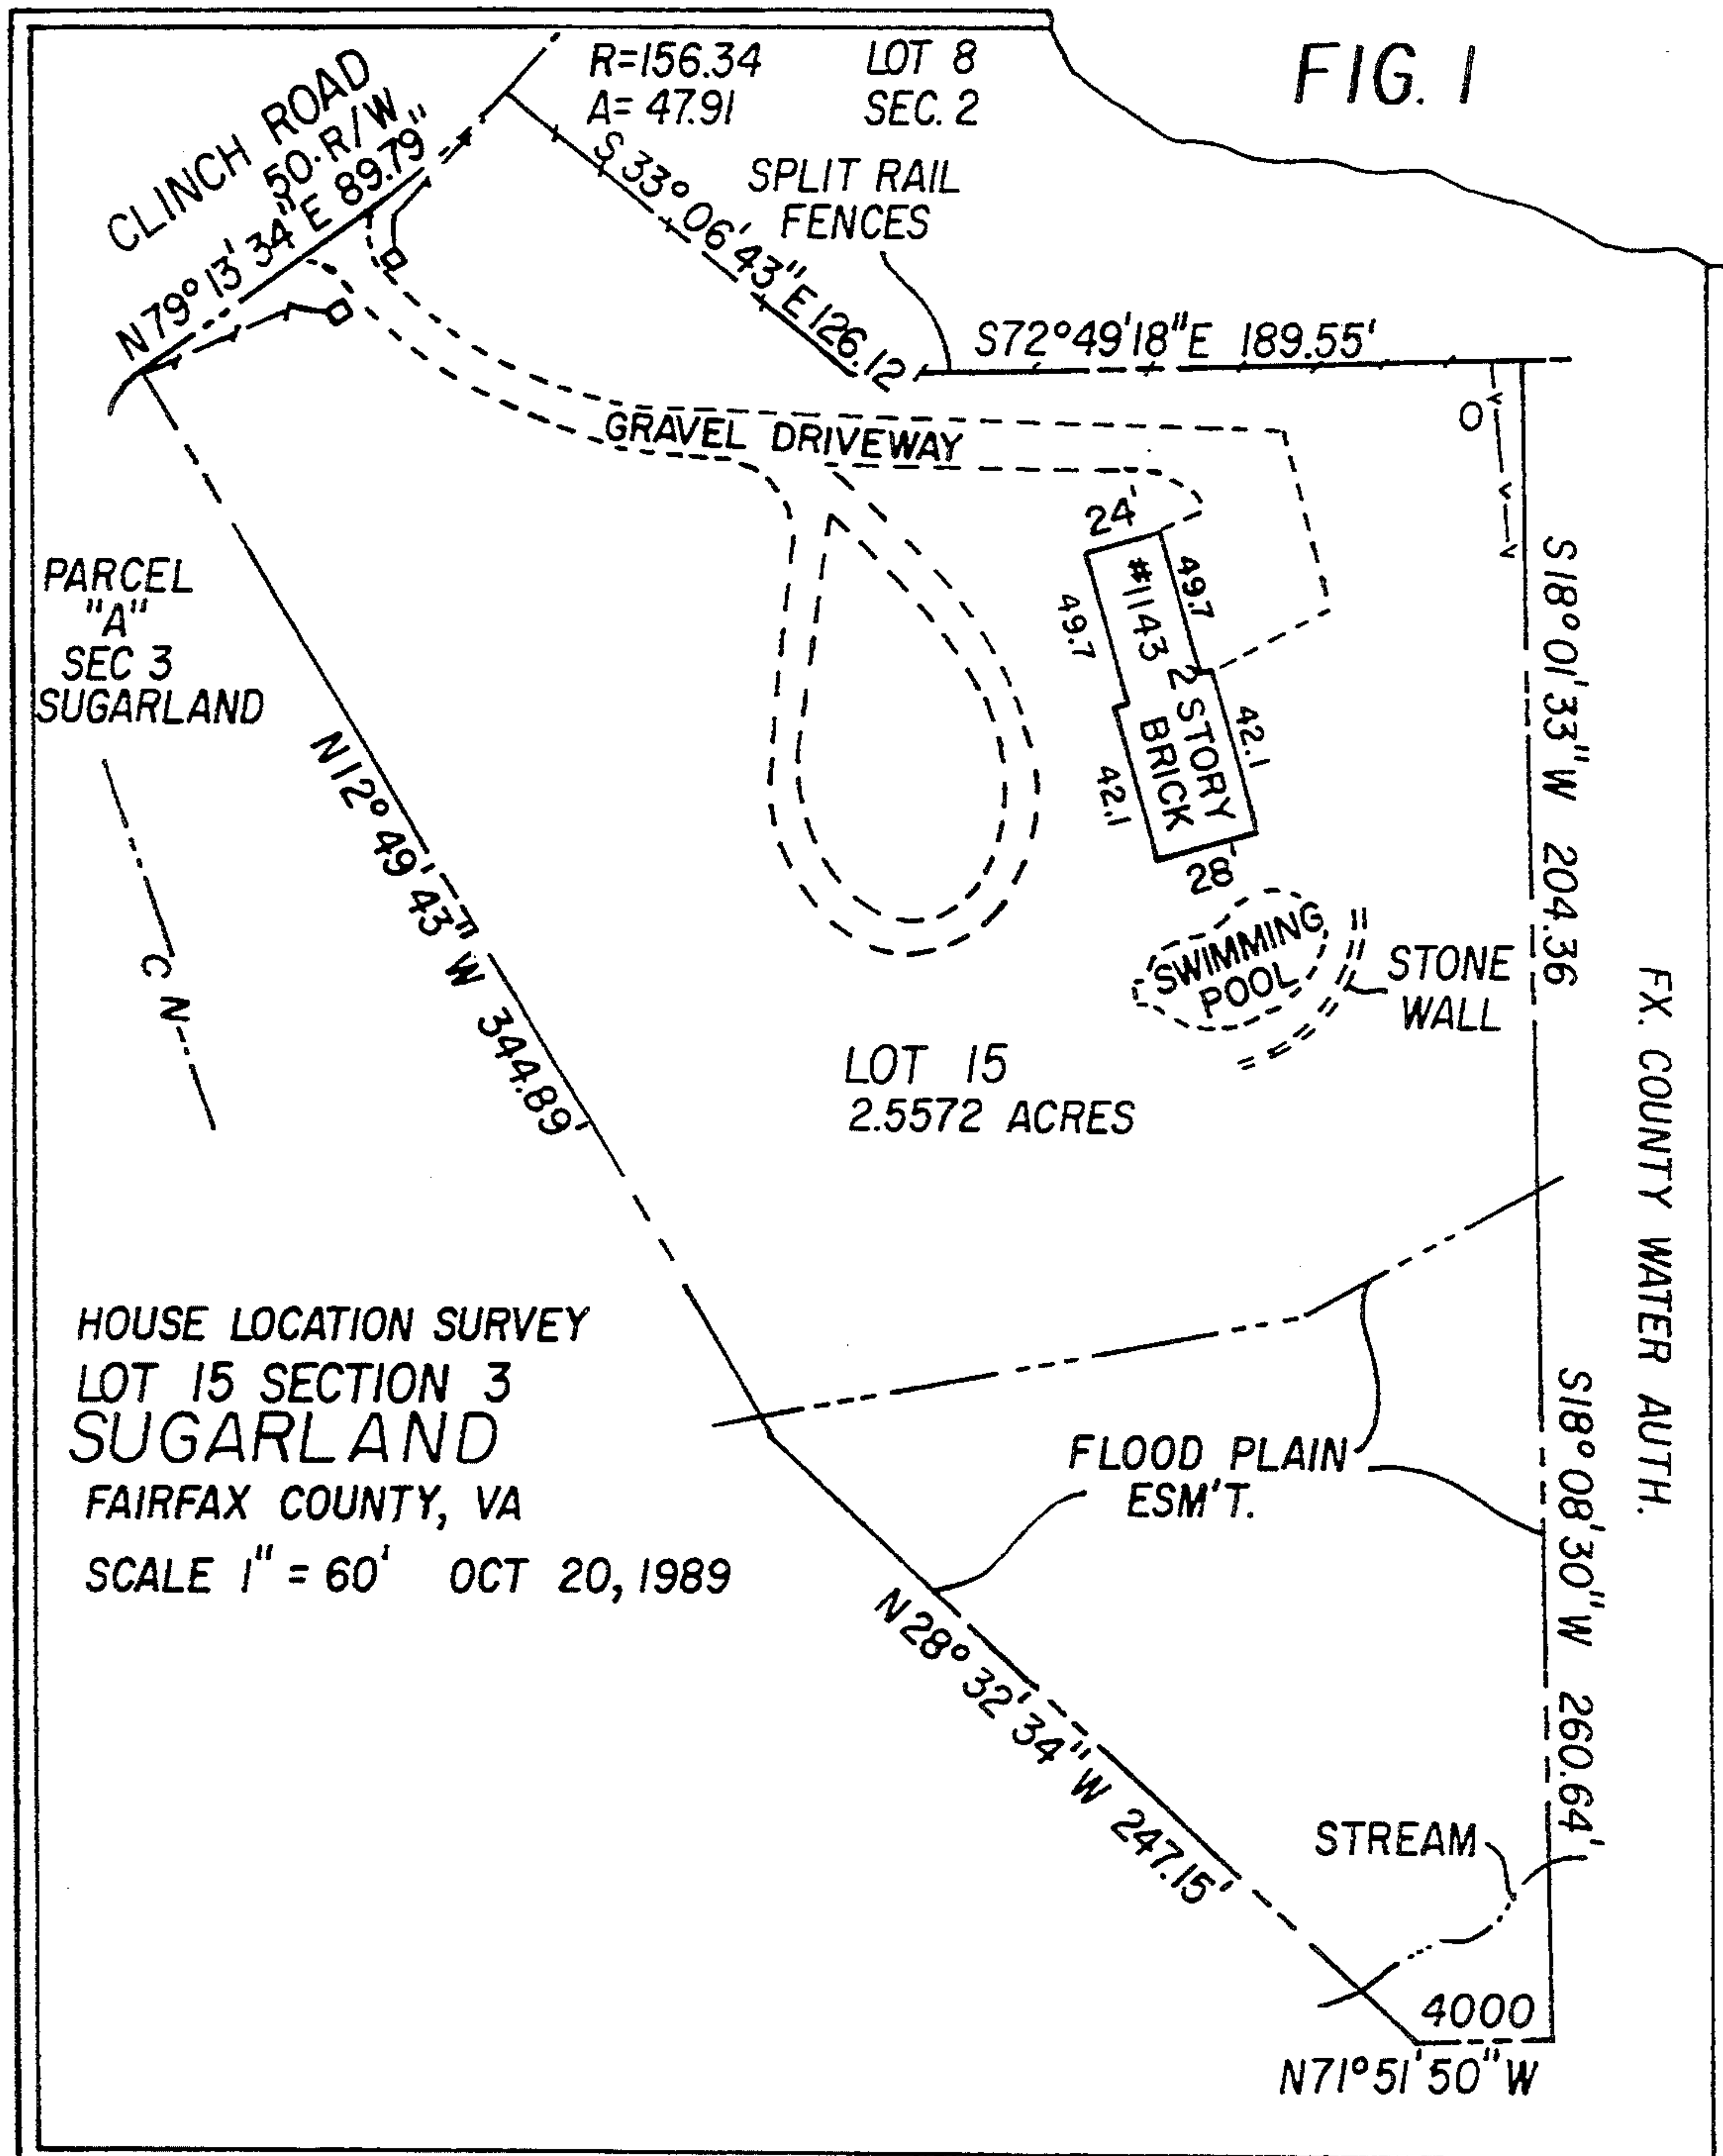 FIG. 1
R=156.34
A= 47.91
LOT 8
SEC. 2
CLINCH ROAD
50·R/W
N79°13'34"E 89.79"
S 33°06'43"E 126.12
SPLIT RAIL
FENCES
S72°49'18"E 189.55'
GRAVEL DRIVEWAY
O
24'
49.7
49.7
#1143
2 STORY
BRICK
42.1
42.1
28'
PARCEL
"A"
SEC 3
SUGARLAND
C N
N12°49'43" W 344.89'
S18°01'33"W 204.36
SWIMMING
POOL
STONE
WALL
FX. COUNTY WATER AUTH.
LOT 15
2.5572 ACRES
HOUSE LOCATION SURVEY
LOT 15 SECTION 3
SUGARLAND
FAIRFAX COUNTY, VA
SCALE 1" = 60' OCT 20, 1989
FLOOD PLAIN
ESM'T.
S18°08'30"W 260.64'
N28°32'34"W 247.15'
STREAM
4000
N71°51'50"W